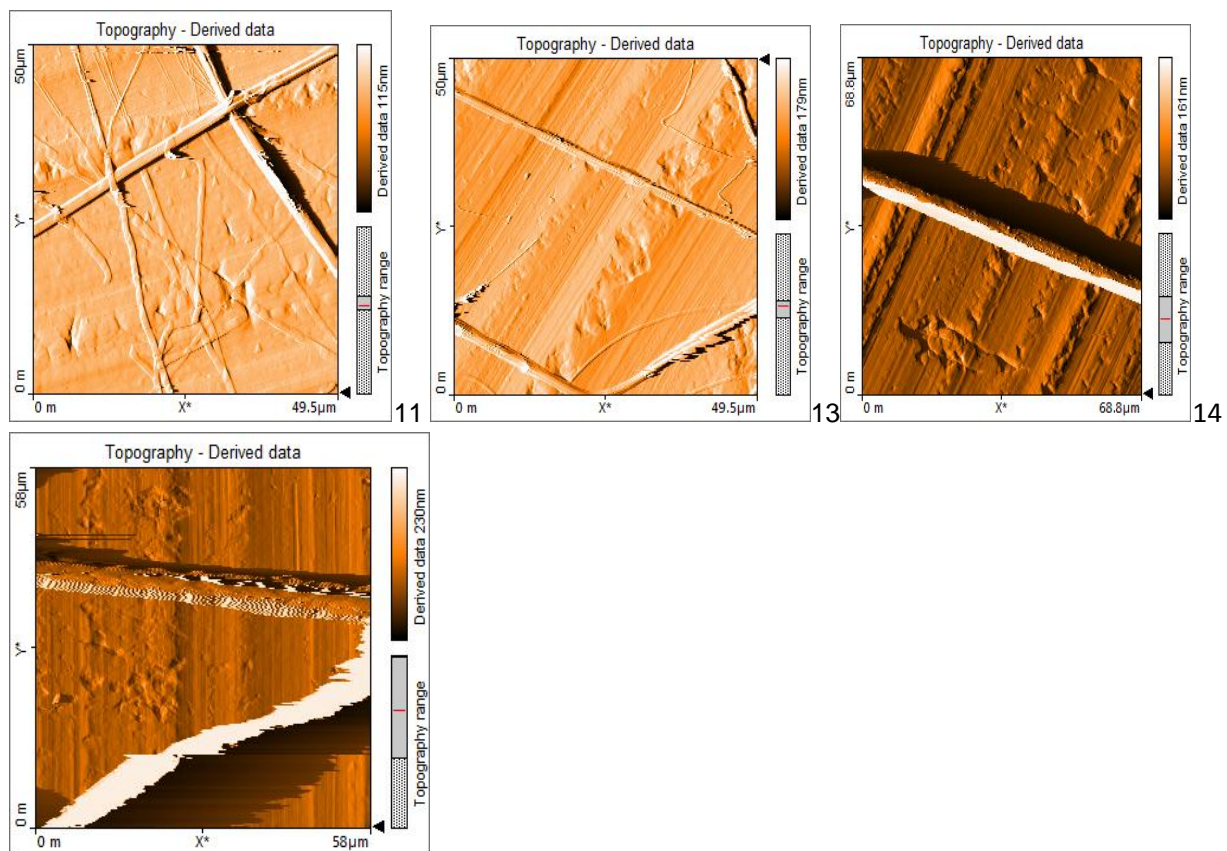 Topography - Derived data
50µm
Y*
0 m
0 m
X*
49.5µm
Derived data 115nm
Topography range
11
Topography - Derived data
50µm
Y*
0 m
0 m
X*
49.5µm
Derived data 179nm
Topography range
13
Topography - Derived data
68.8µm
Y*
0 m
0 m
X*
68.8µm
Derived data 161nm
Topography range
14
Topography - Derived data
58µm
Y*
0 m
0 m
X*
58µm
Derived data 230nm
Topography range